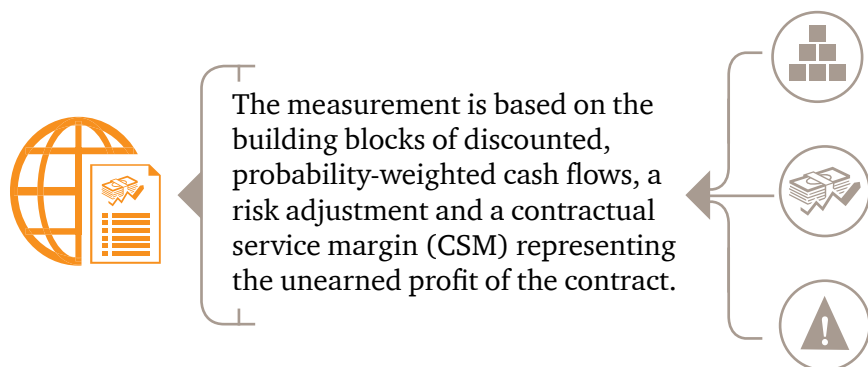 The measurement is based on the
building blocks of discounted,
probability-weighted cash flows, a
risk adjustment and a contractual
service margin (CSM) representing
the unearned profit of the contract.